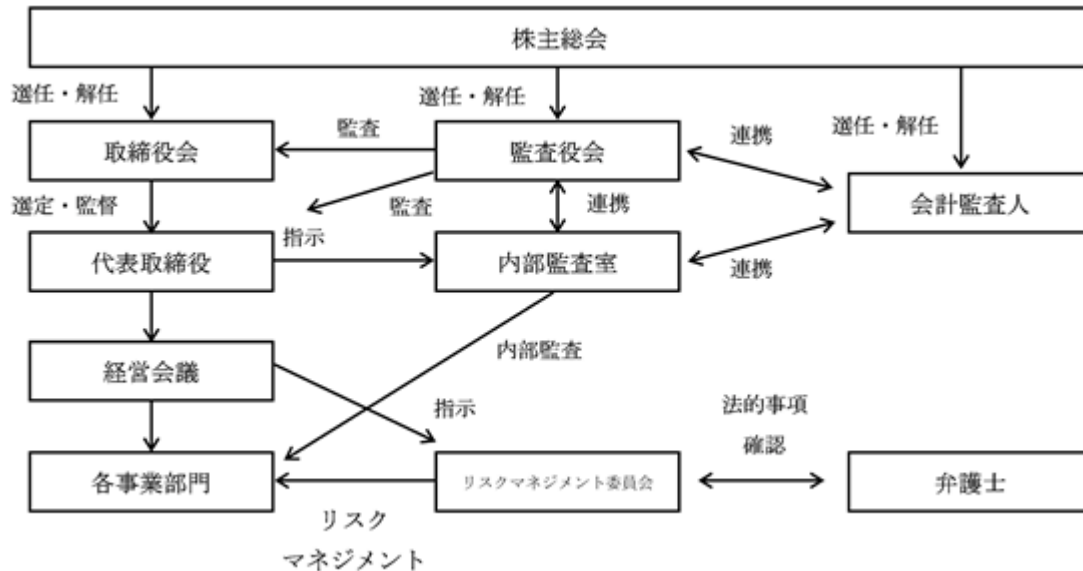 株主総会
選任・解任
選任・解任
選任・解任
取締役会
監査
監査役会
連携
会計監査人
選定・監督
監査
連携
指示
代表取締役
内部監査室
連携
内部監査
経営会議
指示
法的事項
確認
各事業部門
リスクマネジメント委員会
弁護士
リスク
マネジメント